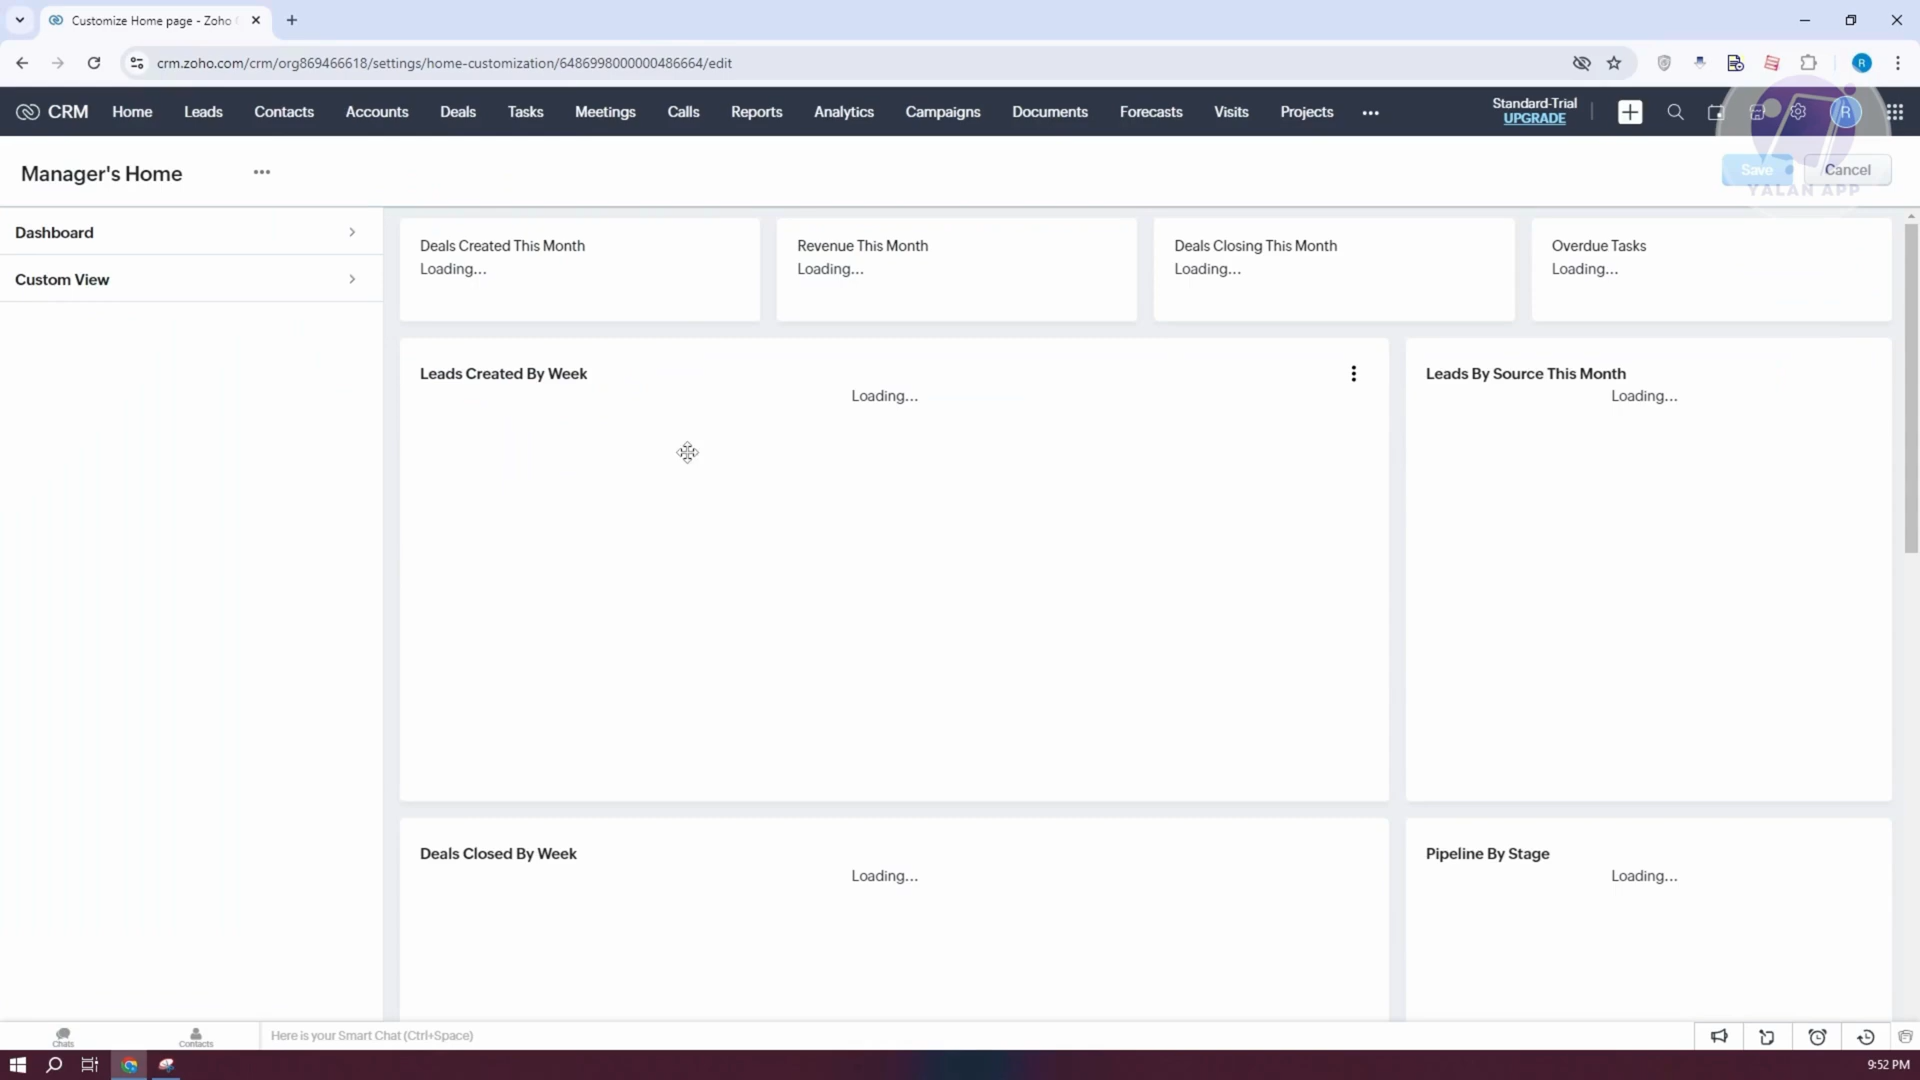 Customize Home page - Zoho
crm.zoho.com/crm/org869466618/settings/home-customization/6486998000000486664/edit
R
CRM Home Leads Contacts Accounts Deals Tasks Meetings Calls Reports Analytics Campaigns Documents Forecasts Visits Projects
Standard-Trial
UPGRADE
R
Manager's Home
Save Cancel
YALAN APP
Dashboard
Custom View
Deals Created This Month
Loading...
Revenue This Month
Loading...
Deals Closing This Month
Loading...
Overdue Tasks
Loading...
Leads Created By Week
Loading...
Leads By Source This Month
Loading...
Deals Closed By Week
Loading...
Pipeline By Stage
Loading...
Chats
Contacts
Here is your Smart Chat (Ctrl+Space)
9:52 PM